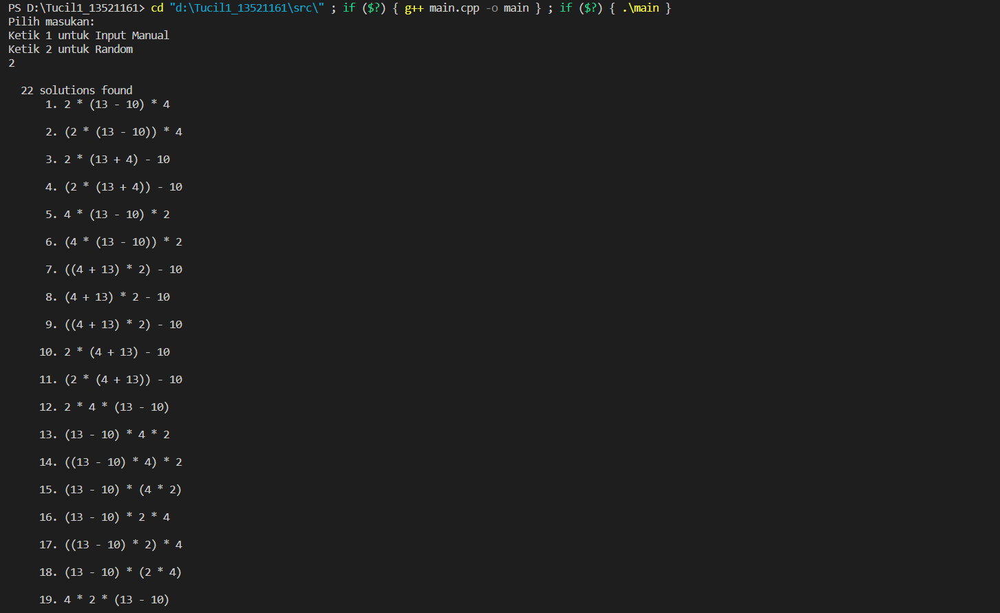 PS D:\Tucil1_13521161> cd "d:\Tucil1_13521161\src\" ; if ($?) { g++ main.cpp -o main } ; if ($?) { .\main }
Pilih masukan:
Ketik 1 untuk Input Manual
Ketik 2 untuk Random
2
22 solutions found
1. 2 * (13 - 10) * 4
2. (2 * (13 - 10)) * 4
3. 2 * (13 + 4) - 10
4. (2 * (13 + 4)) - 10
5. 4 * (13 - 10) * 2
6. (4 * (13 - 10)) * 2
7. ((4 + 13) * 2) - 10
8. (4 + 13) * 2 - 10
9. ((4 + 13) * 2) - 10
10. 2 * (4 + 13) - 10
11. (2 * (4 + 13)) - 10
12. 2 * 4 * (13 - 10)
13. (13 - 10) * 4 * 2
14. ((13 - 10) * 4) * 2
15. (13 - 10) * (4 * 2)
16. (13 - 10) * 2 * 4
17. ((13 - 10) * 2) * 4
18. (13 - 10) * (2 * 4)
19. 4 * 2 * (13 - 10)